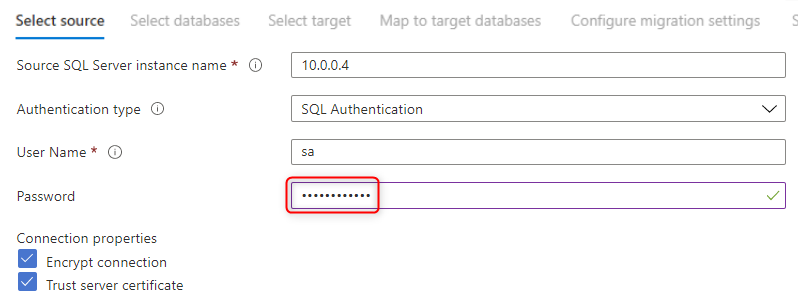 Select source Select databases Select target Map to target databases Configure migration settings S
Source SQL Server instance name * 10.0.0.4
Authentication type SQL Authentication
User Name * sa
Password ••••••••••••
Connection properties
Encrypt connection
Trust server certificate